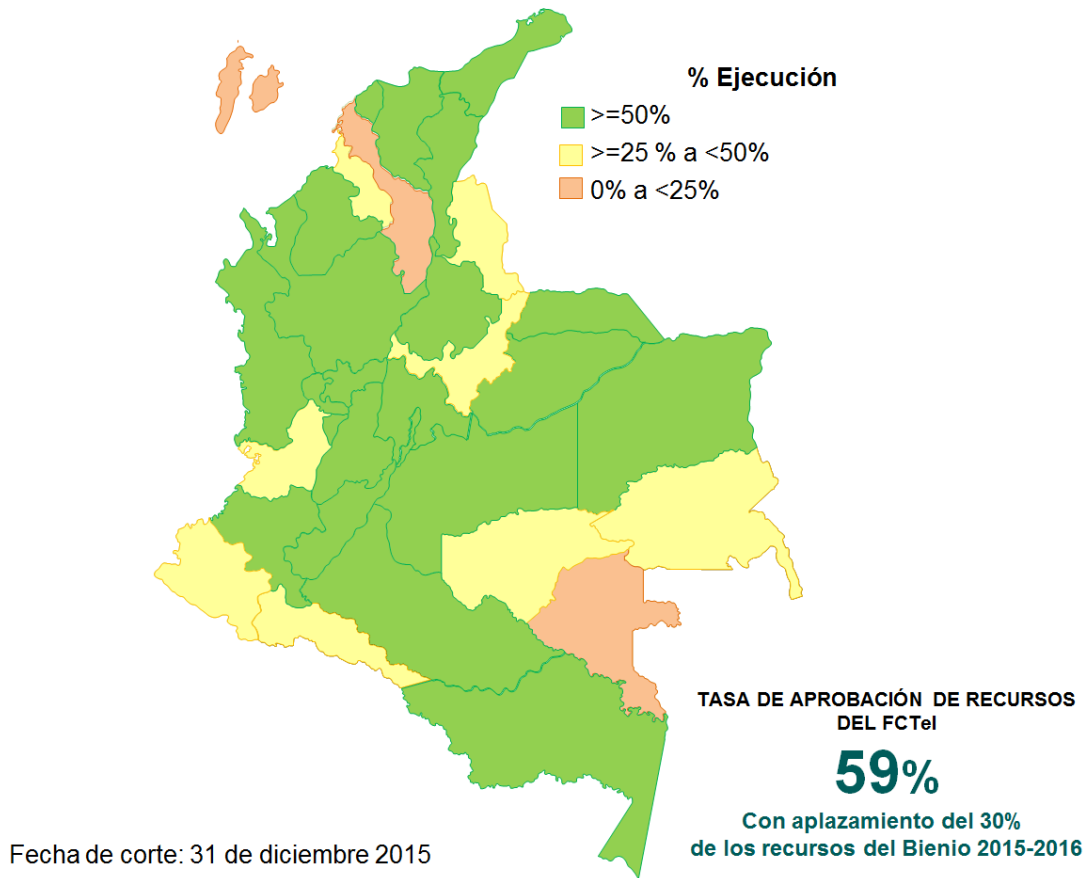 % Ejecución
>=50%
>=25 % a <50%
0% a <25%
TASA DE APROBACIÓN DE RECURSOS
DEL FCTeI
59%
Con aplazamiento del 30%
de los recursos del Bienio 2015-2016
Fecha de corte: 31 de diciembre 2015